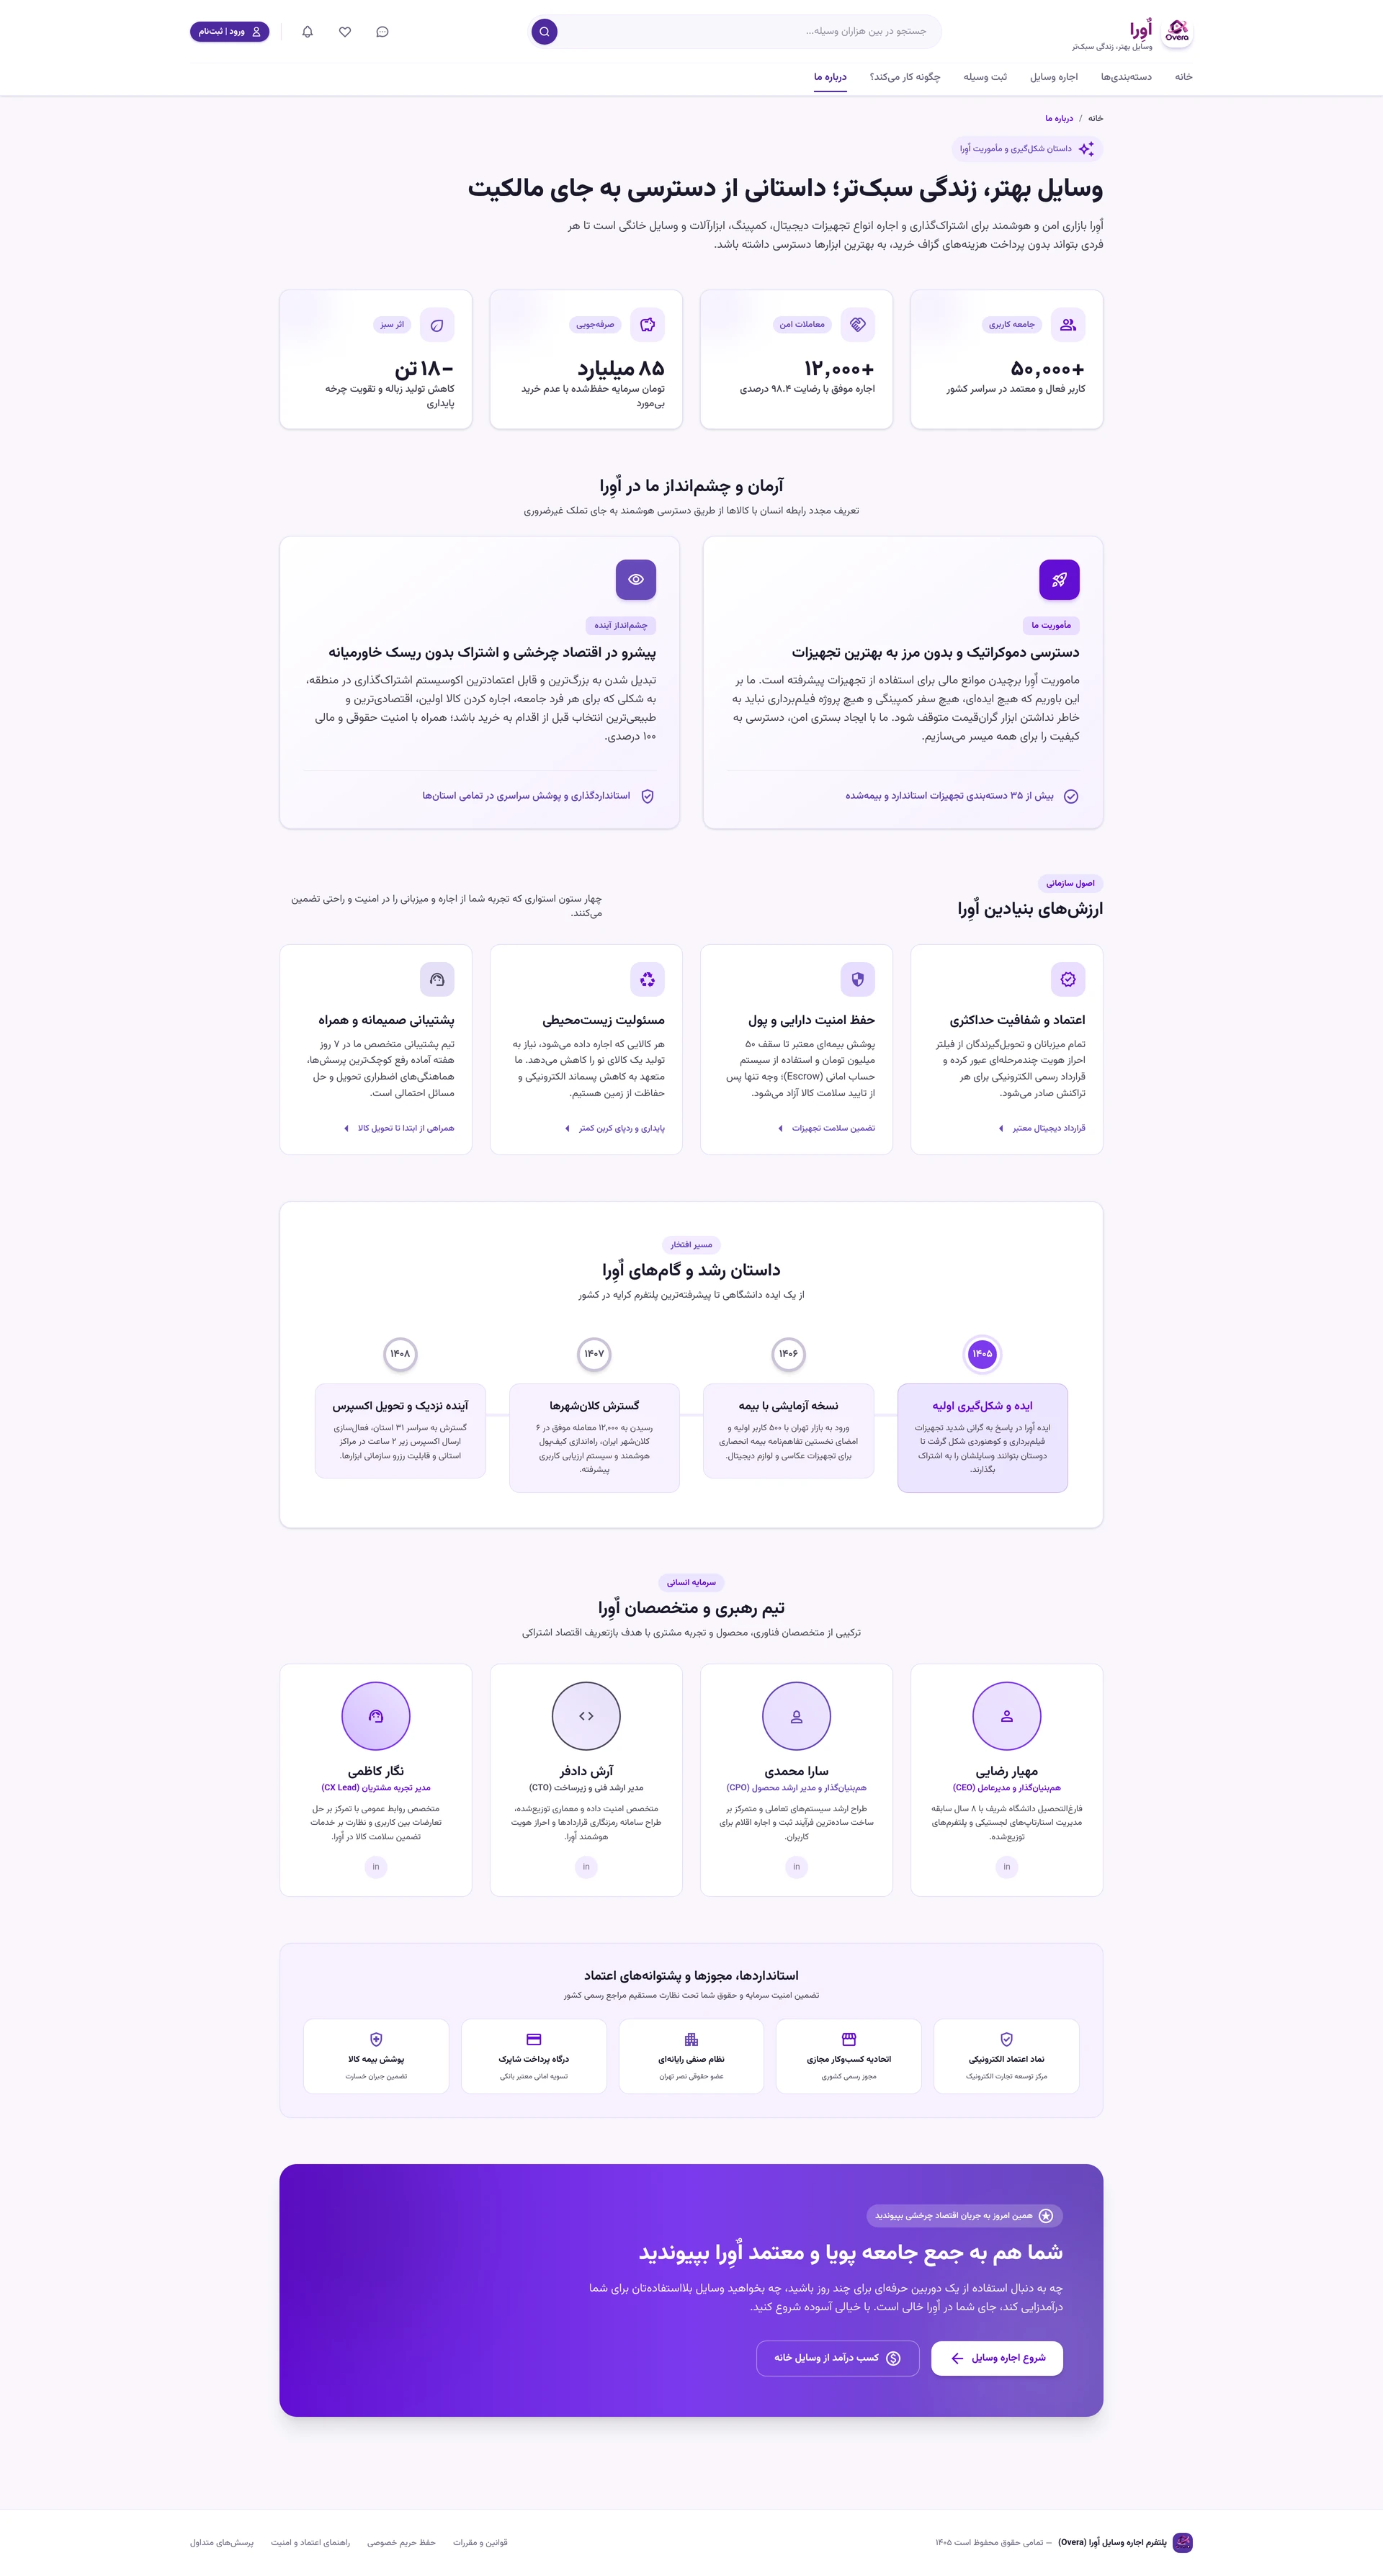 اُوِرا
وسایل بهتر، زندگی سبک‌تر
Overa
جستجو در بین هزاران وسیله...
ورود | ثبت‌نام
خانه
دسته‌بندی‌ها
اجاره وسایل
ثبت وسیله
چگونه کار می‌کند؟
درباره ما
خانه / درباره ما
داستان شکل‌گیری و ماموریت اُوِرا
وسایل بهتر، زندگی سبک‌تر؛ داستانی از دسترسی به جای مالکیت
اُوِرا بازاری امن و هوشمند برای اشتراک‌گذاری و اجاره انواع تجهیزات دیجیتال، کمپینگ، ابزارآلات و وسایل خانگی است تا هر
فردی بتواند بدون پرداخت هزینه‌های گزاف خرید، به بهترین ابزارها دسترسی داشته باشد.
جامعه کاربری
+۵۰,۰۰۰
کاربر فعال و معتمد در سراسر کشور
معاملات امن
+۱۲,۰۰۰
اجاره موفق با رضایت ۹۸.۴ درصدی
صرفه‌جویی
۸۵ میلیارد
تومان سرمایه حفظ‌شده با عدم خرید
بی‌مورد
اثر سبز
-۱۸ تن
کاهش تولید زباله و تقویت چرخه
پایداری
آرمان و چشم‌انداز ما در اُوِرا
تعریف مجدد رابطه انسان با کالاها از طریق دسترسی هوشمند به جای تملک غیرضروری
ماموریت ما
دسترسی دموکراتیک و بدون مرز به بهترین تجهیزات
ماموریت اُوِرا برچیدن موانع مالی برای استفاده از تجهیزات پیشرفته است. ما بر
این باوریم که هیچ ایده‌ای، هیچ سفر کمپینگی و هیچ پروژه فیلم‌برداری نباید به
خاطر نداشتن ابزار گران‌قیمت متوقف شود. ما با ایجاد بستری امن، دسترسی به
کیفیت را برای همه میسر می‌سازیم.
بیش از ۳۵ دسته‌بندی تجهیزات استاندارد و بیمه‌شده
چشم‌انداز آینده
پیشرو در اقتصاد چرخشی و اشتراک بدون ریسک خاورمیانه
تبدیل شدن به بزرگ‌ترین و قابل اعتمادترین اکوسیستم اشتراک‌گذاری در منطقه،
به شکلی که برای هر فرد جامعه، اجاره کردن کالا اولین، اقتصادی‌ترین و
طبیعی‌ترین انتخاب قبل از اقدام به خرید باشد؛ همراه با امنیت حقوقی و مالی
۱۰۰ درصدی.
استانداردگذاری و پوشش سراسری در تمامی استان‌ها
اصول سازمانی
ارزش‌های بنیادین اُوِرا
چهار ستون استواری که تجربه شما از اجاره و میزبانی را در امنیت و راحتی تضمین
می‌کنند.
اعتماد و شفافیت حداکثری
تمام میزبانان و تحویل‌گیرندگان از فیلتر
احراز هویت چندمرحله‌ای عبور کرده و
قرارداد رسمی الکترونیکی برای هر
تراکنش صادر می‌شود.
قرارداد دیجیتال معتبر
حفظ امنیت دارایی و پول
پوشش بیمه‌ای معتبر تا سقف ۵۰
میلیون تومان و استفاده از سیستم
حساب امانی (Escrow)؛ وجه تنها پس
از تایید سلامت کالا آزاد می‌شود.
تضمین سلامت تجهیزات
مسئولیت زیست‌محیطی
هر کالایی که اجاره داده می‌شود، نیاز به
تولید یک کالای نو را کاهش می‌دهد. ما
متعهد به کاهش پسماند الکترونیکی و
حفاظت از زمین هستیم.
پایداری و ردپای کربن کمتر
پشتیبانی صمیمانه و همراه
تیم پشتیبانی متخصص ما در ۷ روز
هفته آماده رفع کوچک‌ترین پرسش‌ها،
هماهنگی‌های اضطراری تحویل و حل
مسائل احتمالی است.
همراهی از ابتدا تا تحویل کالا
مسیر افتخار
داستان رشد و گام‌های اُوِرا
از یک ایده دانشگاهی تا پیشرفته‌ترین پلتفرم کرایه در کشور
۱۴۰۵
ایده و شکل‌گیری اولیه
ایده اُوِرا در پاسخ به گرانی شدید تجهیزات
فیلم‌برداری و کوهنوردی شکل گرفت تا
دوستان بتوانند وسایلشان را به اشتراک
بگذارند.
۱۴۰۶
نسخه آزمایشی با بیمه
ورود به بازار تهران با ۵۰۰ کاربر اولیه و
امضای نخستین تفاهم‌نامه بیمه انحصاری
برای تجهیزات عکاسی و لوازم دیجیتال.
۱۴۰۷
گسترش کلان‌شهرها
رسیدن به ۱۲,۰۰۰ معامله موفق در ۶
کلان‌شهر ایران، راه‌اندازی کیف‌پول
هوشمند و سیستم ارزیابی کاربری
پیشرفته.
۱۴۰۸
آینده نزدیک و تحویل اکسپرس
گسترش به سراسر ۳۱ استان، فعال‌سازی
ارسال اکسپرس زیر ۲ ساعت در مراکز
استانی و قابلیت رزرو سازمانی ابزارها.
سرمایه انسانی
تیم رهبری و متخصصان اُوِرا
ترکیبی از متخصصان فناوری، محصول و تجربه مشتری با هدف بازتعریف اقتصاد اشتراکی
مهیار رضایی
هم‌بنیان‌گذار و مدیرعامل (CEO)
فارغ‌التحصیل دانشگاه شریف با ۸ سال سابقه
مدیریت استارتاپ‌های لجستیکی و پلتفرم‌های
توزیع‌شده.
in
سارا محمدی
هم‌بنیان‌گذار و مدیر ارشد محصول (CPO)
طراح ارشد سیستم‌های تعاملی و متمرکز بر
ساخت ساده‌ترین فرآیند ثبت و اجاره اقلام برای
کاربران.
in
آرش دادفر
مدیر ارشد فنی و زیرساخت (CTO)
متخصص امنیت داده و معماری توزیع‌شده،
طراح سامانه رمزنگاری قراردادها و احراز هویت
هوشمند اُوِرا.
in
نگار کاظمی
مدیر تجربه مشتریان (CX Lead)
متخصص روابط عمومی با تمرکز بر حل
تعارضات بین کاربری و نظارت بر خدمات
تضمین سلامت کالا در اُوِرا.
in
استانداردها، مجوزها و پشتوانه‌های اعتماد
تضمین امنیت سرمایه و حقوق شما تحت نظارت مستقیم مراجع رسمی کشور
نماد اعتماد الکترونیکی
مرکز توسعه تجارت الکترونیک
اتحادیه کسب‌وکار مجازی
مجوز رسمی کشوری
نظام صنفی رایانه‌ای
عضو حقوقی نصر تهران
درگاه پرداخت شاپرک
تسویه امانی معتبر بانکی
پوشش بیمه کالا
تضمین جبران خسارت
همین امروز به جریان اقتصاد چرخشی بپیوندید
شما هم به جمع جامعه پویا و معتمد اُوِرا بپیوندید
چه به دنبال استفاده از یک دوربین حرفه‌ای برای چند روز باشید، چه بخواهید وسایل بلااستفاده‌تان برای شما
درآمدزایی کند، جای شما در اُوِرا خالی است. با خیالی آسوده شروع کنید.
شروع اجاره وسایل
کسب درآمد از وسایل خانه
پلتفرم اجاره وسایل اُوِرا (Overa) — تمامی حقوق محفوظ است ۱۴۰۵
قوانین و مقررات
حفظ حریم خصوصی
راهنمای اعتماد و امنیت
پرسش‌های متداول